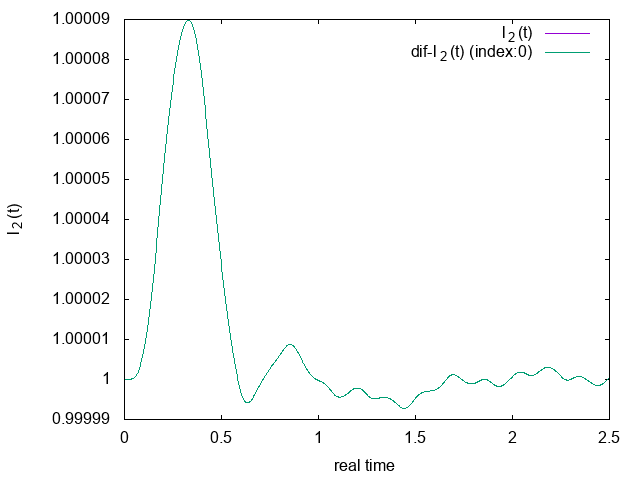 1.00009
1.00008
1.00007
1.00006
1.00005
1.00004
1.00003
1.00002
1.00001
1
0.99999
0 0.5 1 1.5 2 2.5
real time
I2(t)
I2(t)
dif-I2(t) (index:0)